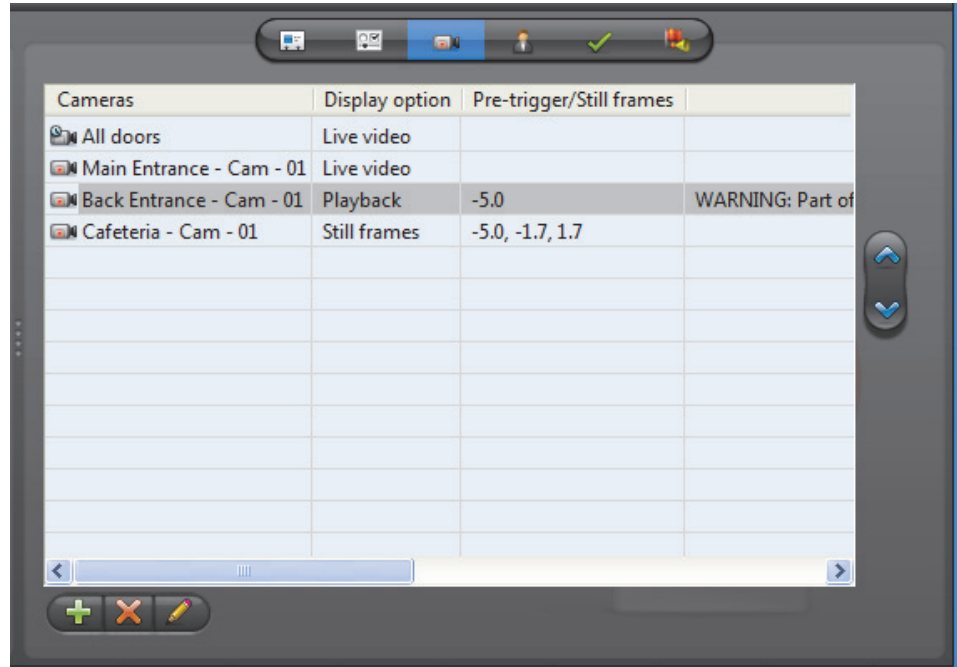 Cameras Display option Pre-trigger/Still frames
All doors Live video
Main Entrance - Cam - 01 Live video
Back Entrance - Cam - 01 Playback -5.0 WARNING: Part of
Cafeteria - Cam - 01 Still frames -5.0, -1.7, 1.7